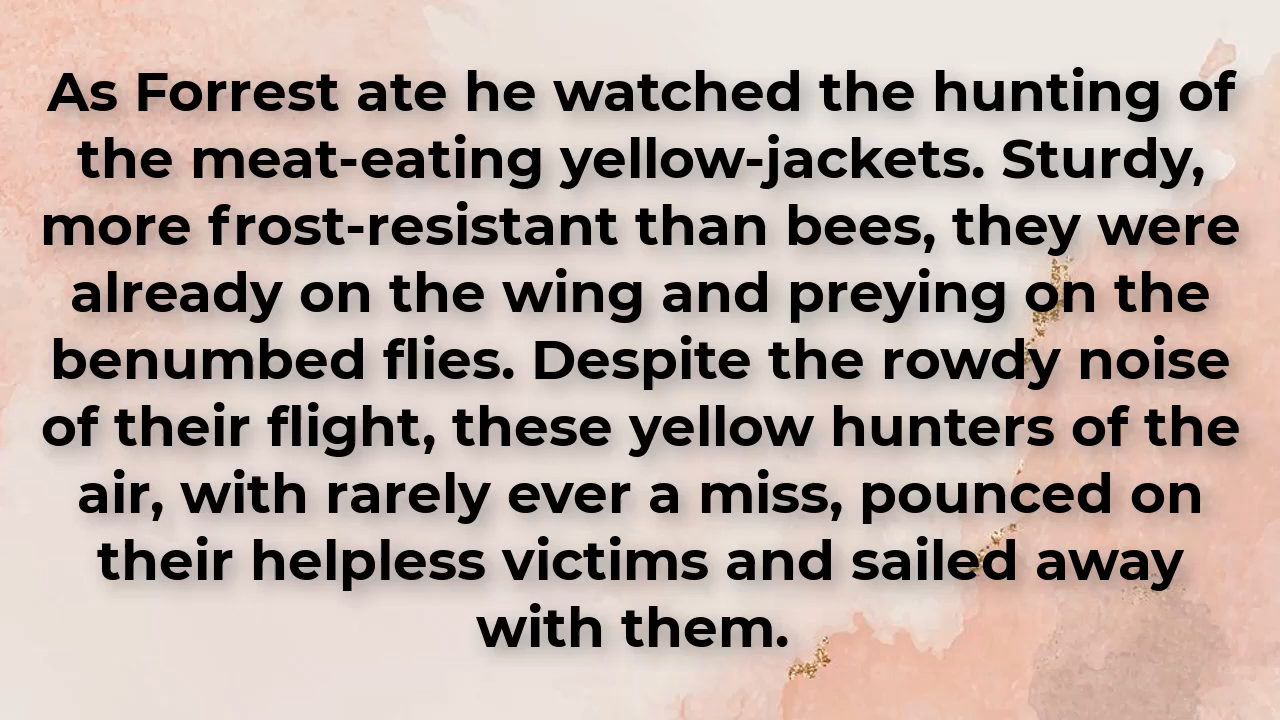 As Forrest ate he watched the hunting of
the meat-eating yellow-jackets. Sturdy,
more frost-resistant than bees, they were
already on the wing and preying on the
benumbed flies. Despite the rowdy noise
of their flight, these yellow hunters of the
air, with rarely ever a miss, pounced on
their helpless victims and sailed away
with them.